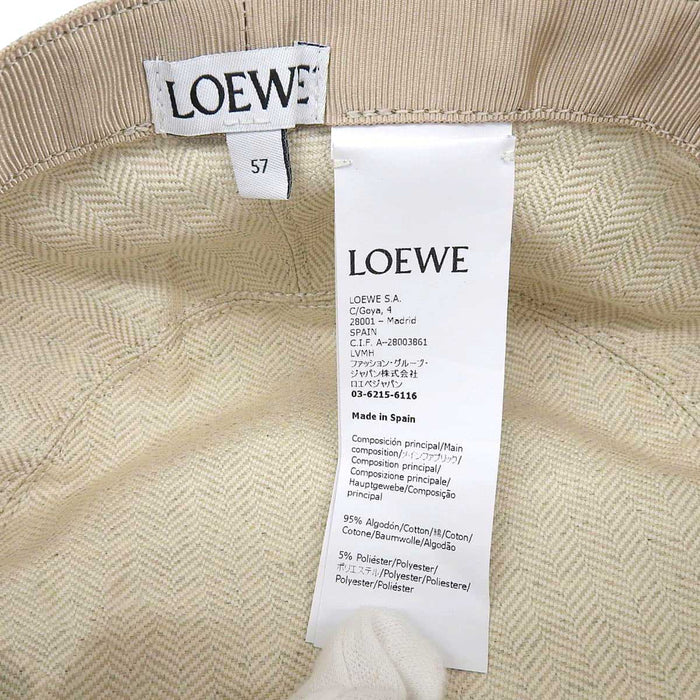 LOEWE
57
LOEWE
LOEWE S.A.
C/Goya, 4
28001 – Madrid
SPAIN
C.I.F. A-28003861
LVMH
ファッション・グループ・
ジャパン株式会社
ロエベジャパン
03-6215-6116
Made in Spain
Composición principal/Main
composition/メインファブリック/
Composition principal/
Composizione principale/
Hauptgewebe/Composição
principal
95% Algodón/Cotton/綿/Coton/
Cotone/Baumwolle/Algodão
5% Poliéster/Polyester/
ポリエステル/Polyester/Poliestere/
Polyester/Poliéster